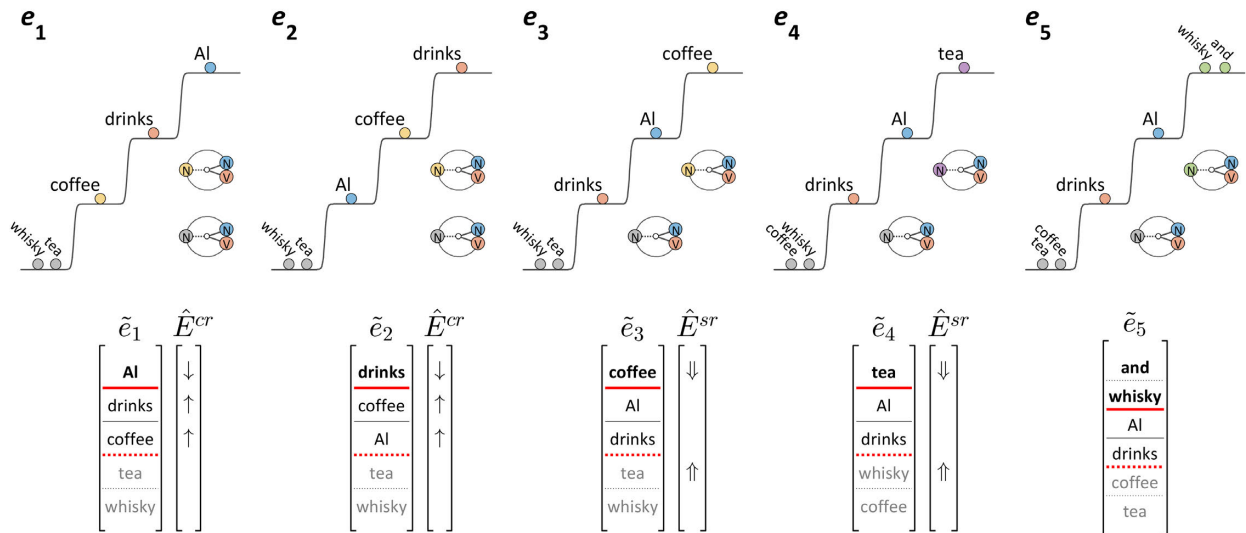 e1 e2 e3 e4 e5
Al
drinks
coffee
whisky tea
N N V
N N V
drinks
coffee
Al
whisky tea
N N V
N N V
coffee
Al
drinks
whisky tea
N N V
N N V
tea
Al
drinks
coffee whisky
N N V
N N V
whisky and
Al
drinks
tea coffee
N N V
N N V
ẽ1 Ê^cr ẽ2 Ê^cr ẽ3 Ê^sr ẽ4 Ê^sr ẽ5
Al ↓
drinks ↑
coffee ↑
tea
whisky
drinks ↓
coffee ↑
Al ↑
tea
whisky
coffee ⇓
Al
drinks
tea ⇑
whisky
tea ⇓
Al
drinks
whisky ⇑
coffee
and
whisky
Al
drinks
coffee
tea